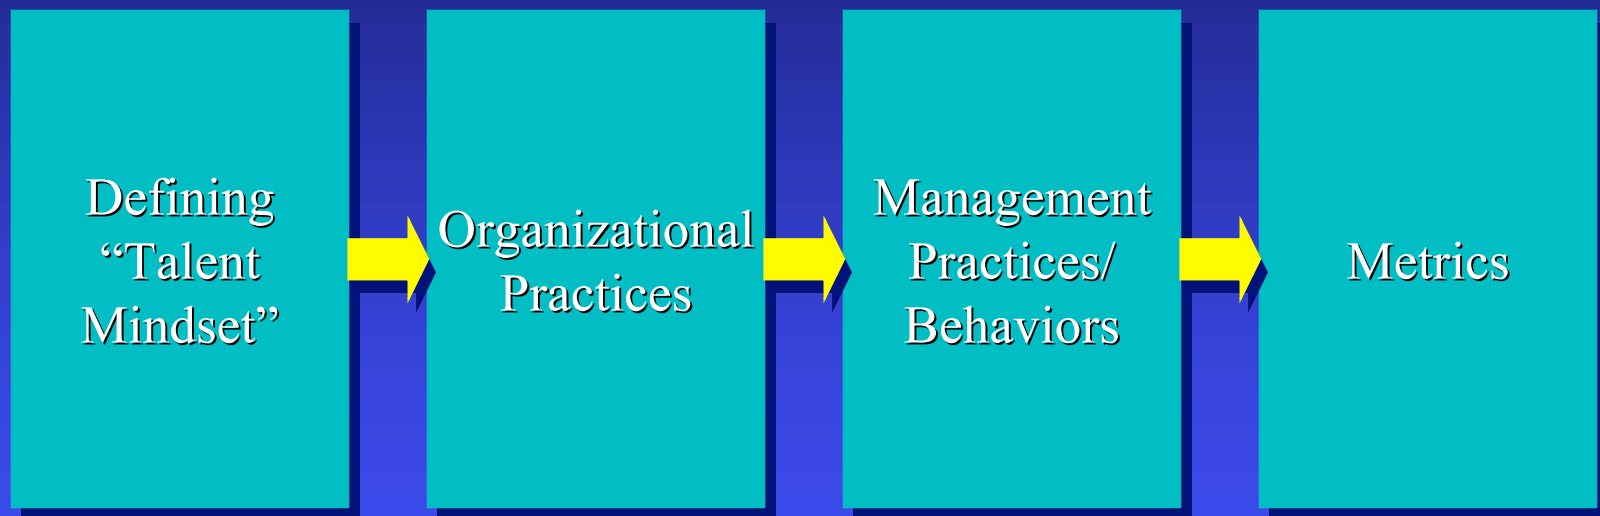 Defining
“Talent
Mindset”
Organizational
Practices
Management
Practices/
Behaviors
Metrics